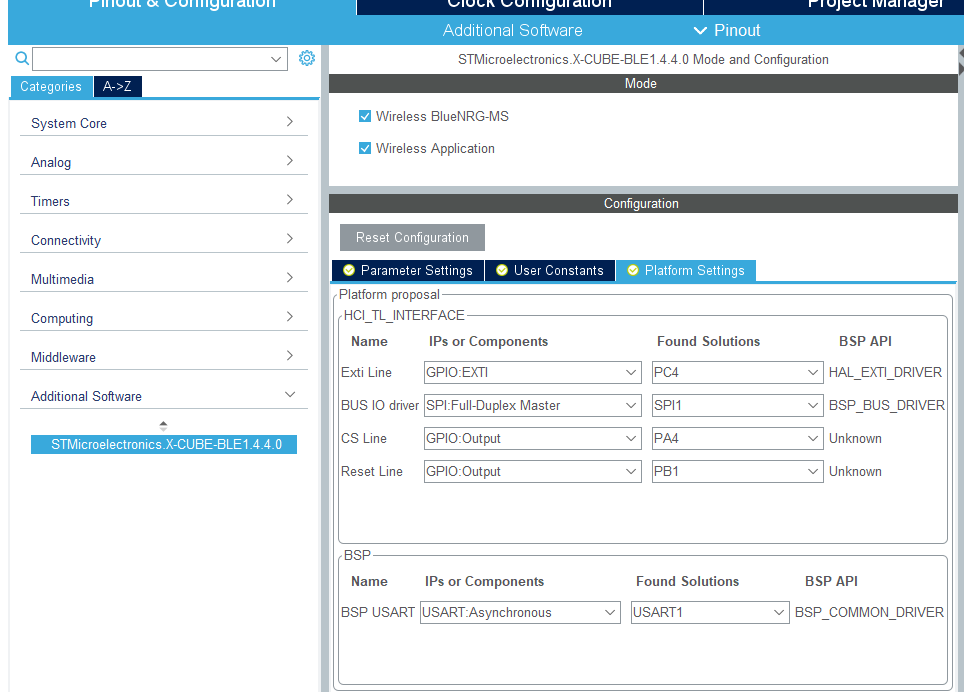 Pinout & Configuration
Clock Configuration
Project Manager
Additional Software
Pinout
Categories
A->Z
System Core
Analog
Timers
Connectivity
Multimedia
Computing
Middleware
Additional Software
STMicroelectronics.X-CUBE-BLE1.4.4.0
STMicroelectronics.X-CUBE-BLE1.4.4.0 Mode and Configuration
Mode
Wireless BlueNRG-MS
Wireless Application
Configuration
Reset Configuration
Parameter Settings
User Constants
Platform Settings
Platform proposal
HCI_TL_INTERFACE
Name IPs or Components Found Solutions BSP API
Exti Line GPIO:EXTI PC4 HAL_EXTI_DRIVER
BUS IO driver SPI:Full-Duplex Master SPI1 BSP_BUS_DRIVER
CS Line GPIO:Output PA4 Unknown
Reset Line GPIO:Output PB1 Unknown
BSP
Name IPs or Components Found Solutions BSP API
BSP USART USART:Asynchronous USART1 BSP_COMMON_DRIVER